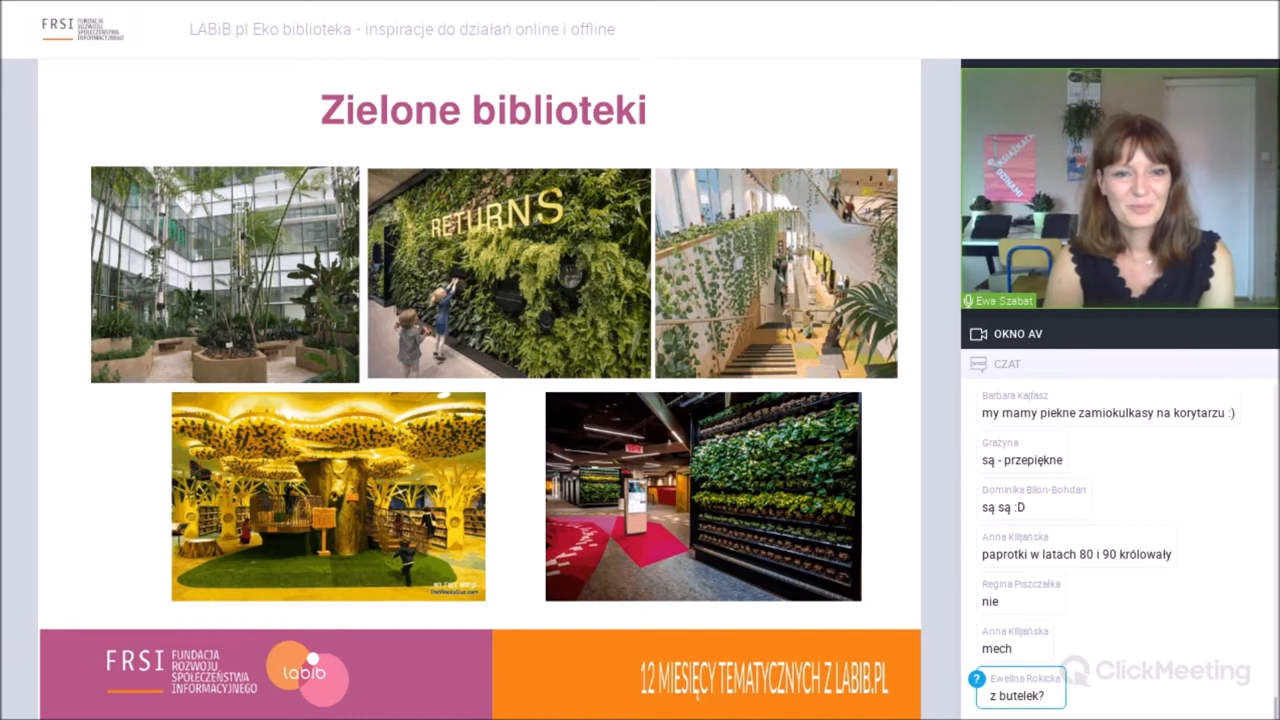 FRSI FUNDACJA
ROZWOJU
SPOŁECZEŃSTWA
INFORMACYJNEGO
LABiB.pl Eko biblioteka - inspiracje do działań online i offline
Zielone biblioteki
RETURNS
FRSI FUNDACJA
ROZWOJU
SPOŁECZEŃSTWA
INFORMACYJNEGO
labib
12 MIESIĘCY TEMATYCZNYCH Z LABIB.PL
Ewa Szabat
OKNO AV
CZAT
Barbara Kajfasz
my mamy piekne zamiokulkasy na korytarzu :)
Grażyna
są - przepiękne
Dominika Bilon-Bohdan
są są :D
Anna Kilijańska
paprotki w latach 80 i 90 królowały
Regina Piszczałka
nie
Anna Kilijańska
mech
ClickMeeting
? Ewelina Rokicka
z butelek?